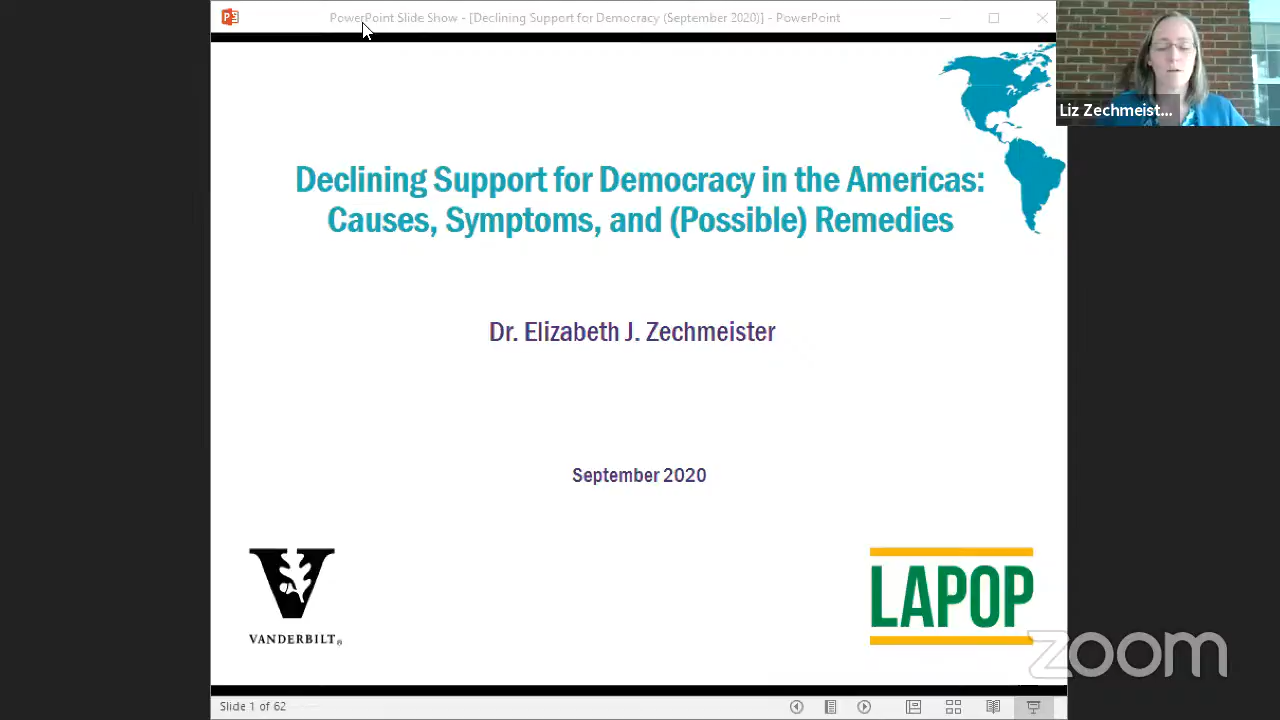 PowerPoint Slide Show - [Declining Support for Democracy (September 2020)] - PowerPoint
Liz Zechmeist...
Declining Support for Democracy in the Americas:
Causes, Symptoms, and (Possible) Remedies
Dr. Elizabeth J. Zechmeister
September 2020
V
VANDERBILT®
LAPOP
zoom
Slide 1 of 62